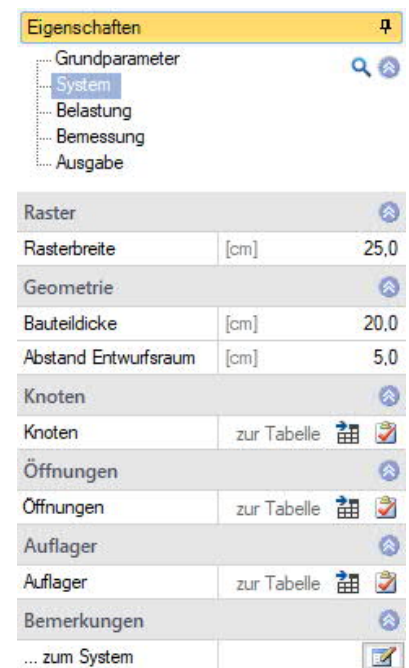 Eigenschaften
Grundparameter
System
Belastung
Bemessung
Ausgabe
Raster
Rasterbreite [cm] 25,0
Geometrie
Bauteildicke [cm] 20,0
Abstand Entwurfsraum [cm] 5,0
Knoten
Knoten zur Tabelle
Öffnungen
Öffnungen zur Tabelle
Auflager
Auflager zur Tabelle
Bemerkungen
... zum System